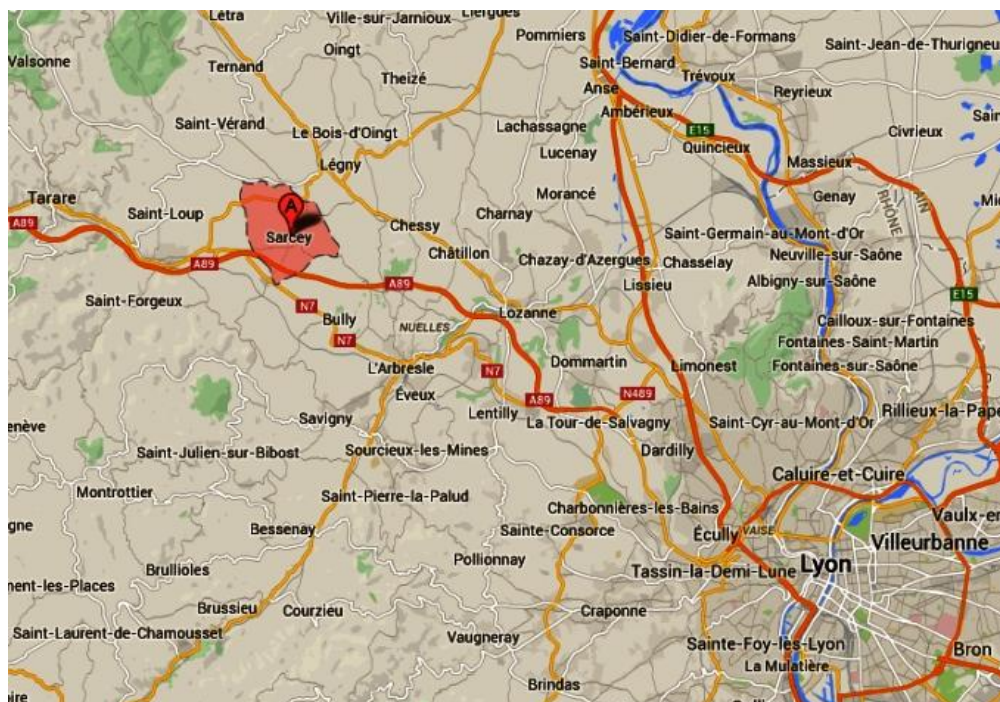 Létra
Ville-sur-Jarnioux
Liergues
Pommiers
Saint-Didier-de-Formans
Saint-Jean-de-Thurigneu
Valsonne
Oingt
Ternand
Theizé
Saint-Bernard
Trévoux
Anse
Reyrieux
Ambérieux
Saint-Vérand
Le Bois-d'Oingt
Lachassagne
E15
Civrieux
Légny
Lucenay
Quincieux
Massieux
Tarare
Saint-Loup
A
Morancé
Genay
AIN
RHÔNE
A89
Sarcey
Chessy
Charnay
Saint-Germain-au-Mont-d'Or
Châtillon
Chazay-d'Azergues
Chasselay
Neuville-sur-Saône
A89
A89
Lissieu
Albigny-sur-Saône
E15
Saint-Forgeux
N7
Bully
NUELLES
Lozanne
Cailloux-sur-Fontaines
N7
Fontaines-Saint-Martin
L'Arbresle
Dommartin
Limonest
Fontaines-sur-Saône
N7
Éveux
A89
N489
Savigny
Lentilly
La Tour-de-Salvagny
Saint-Cyr-au-Mont-d'Or
Rillieux-la-Pape
Saint-Julien-sur-Bibost
Sourcieux-les-Mines
Dardilly
Caluire-et-Cuire
Montrottier
Saint-Pierre-la-Palud
Charbonnières-les-Bains
Bessenay
Sainte-Consorce
Écully
VAISE
Vaulx-en
Villeurbanne
Brullioles
Pollionnay
Tassin-la-Demi-Lune
Lyon
ment-les-Places
Brussieu
Courzieu
Craponne
Saint-Laurent-de-Chamousset
Vaugneray
Sainte-Foy-lès-Lyon
Bron
La Mulatière
Brindas